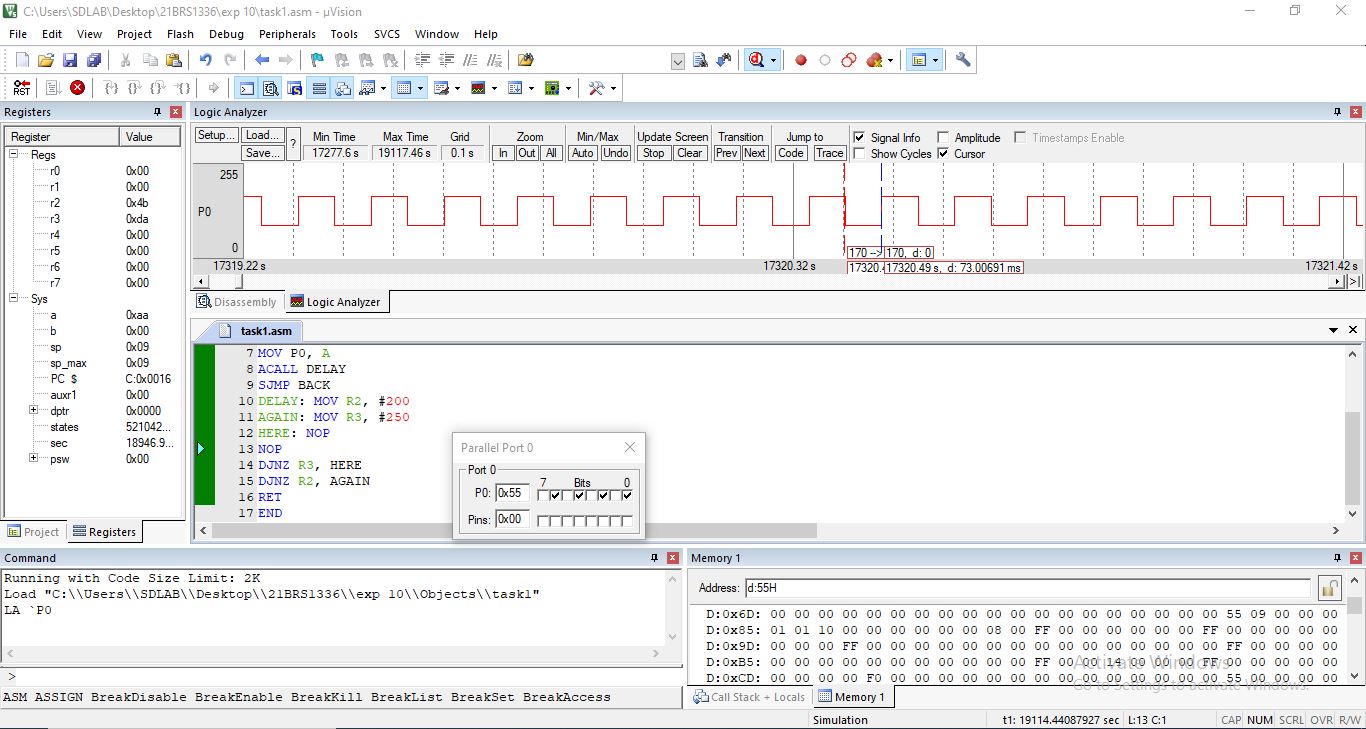 C:\Users\SDLAB\Desktop\21BRS1336\exp 10\task1.asm - µVision
File Edit View Project Flash Debug Peripherals Tools SVCS Window Help
RST
Registers
Register Value
Regs
r0 0x00
r1 0x00
r2 0x4b
r3 0xda
r4 0x00
r5 0x00
r6 0x00
r7 0x00
Sys
a 0xaa
b 0x00
sp 0x09
sp_max 0x09
PC $ C:0x0016
auxr1 0x00
dptr 0x0000
states 521042...
sec 18946.9...
psw 0x00
Project Registers
Logic Analyzer
Setup... Load... ? Min Time Max Time Grid Zoom Min/Max Update Screen Transition Jump to Signal Info Amplitude Timestamps Enable
Save... 17277.6 s 19117.46 s 0.1 s In Out All Auto Undo Stop Clear Prev Next Code Trace Show Cycles Cursor
255
P0
0
170 --> 170, d: 0
17319.22 s 17320.32 s 17320.4 17320.49 s, d: 73.00691 ms 17321.42 s
Disassembly Logic Analyzer
task1.asm
7 MOV P0, A
8 ACALL DELAY
9 SJMP BACK
10 DELAY: MOV R2, #200
11 AGAIN: MOV R3, #250
12 HERE: NOP
13 NOP
14 DJNZ R3, HERE
15 DJNZ R2, AGAIN
16 RET
17 END
Parallel Port 0
Port 0
7 Bits 0
P0: 0x55
Pins: 0x00
Command
Running with Code Size Limit: 2K
Load "C:\\Users\\SDLAB\\Desktop\\21BRS1336\\exp 10\\Objects\\task1"
LA `P0
>
ASM ASSIGN BreakDisable BreakEnable BreakKill BreakList BreakSet BreakAccess
Memory 1
Address: d:55H
D:0x6D: 00 00 00 00 00 00 00 00 00 00 00 00 00 00 00 00 00 00 00 55 09 00 00 00
D:0x85: 01 01 10 00 00 00 00 00 00 08 00 FF 00 00 00 00 00 00 FF 00 00 00 00 00
D:0x9D: 00 00 00 FF 00 00 00 00 00 00 00 00 00 00 00 00 00 00 00 FF 00 00 00 00
D:0xB5: 00 00 00 00 00 00 00 00 00 00 00 FF 00 00 14 00 00 00 FF 00 00 00 00 00
D:0xCD: 00 00 00 00 F0 00 00 00 00 00 00 00 00 00 00 00 00 00 00 55 00 00 00 00
Activate Windows
Go to Settings to activate Windows.
Call Stack + Locals Memory 1
Simulation t1: 19114.44087927 sec L:13 C:1 CAP NUM SCRL OVR R/W